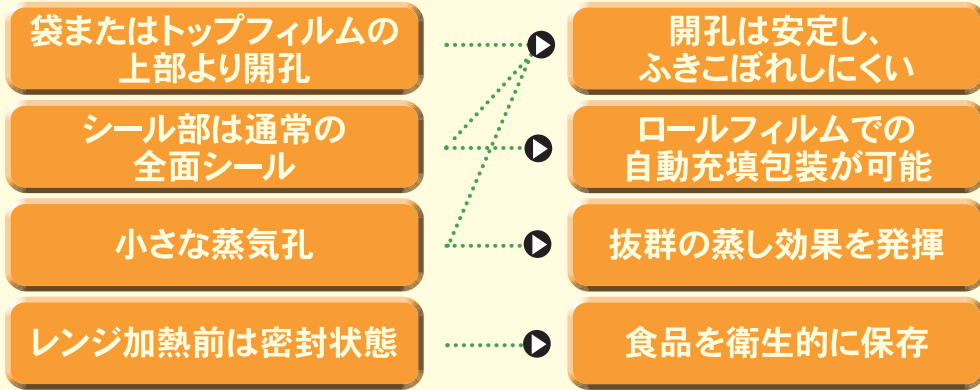 袋またはトップフィルムの
上部より開孔
開孔は安定し、
ふきこぼれしにくい
シール部は通常の
全面シール
ロールフィルムでの
自動充填包装が可能
小さな蒸気孔
抜群の蒸し効果を発揮
レンジ加熱前は密封状態
食品を衛生的に保存